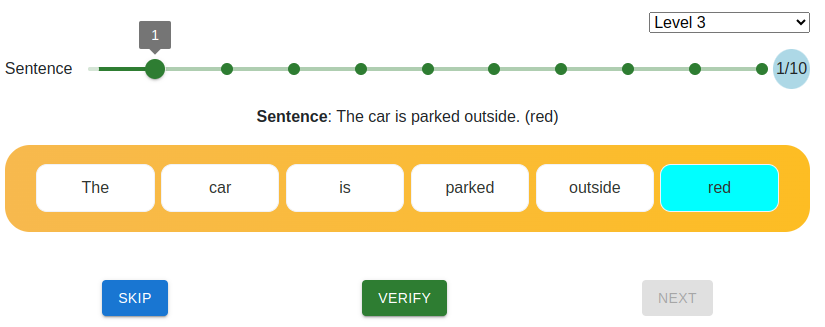 Level 3
1
Sentence 1/10
Sentence: The car is parked outside. (red)
The car is parked outside red
SKIP VERIFY NEXT